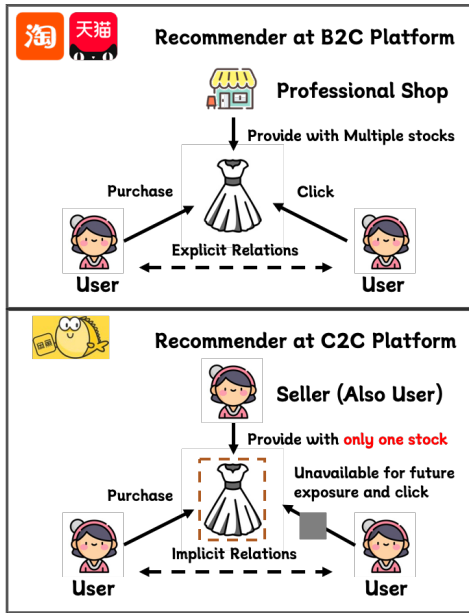 淘
天猫
Recommender at B2C Platform
Professional Shop
Provide with Multiple stocks
Purchase
Click
Explicit Relations
User
User
Recommender at C2C Platform
Seller (Also User)
Provide with only one stock
Unavailable for future
exposure and click
Purchase
Implicit Relations
User
User